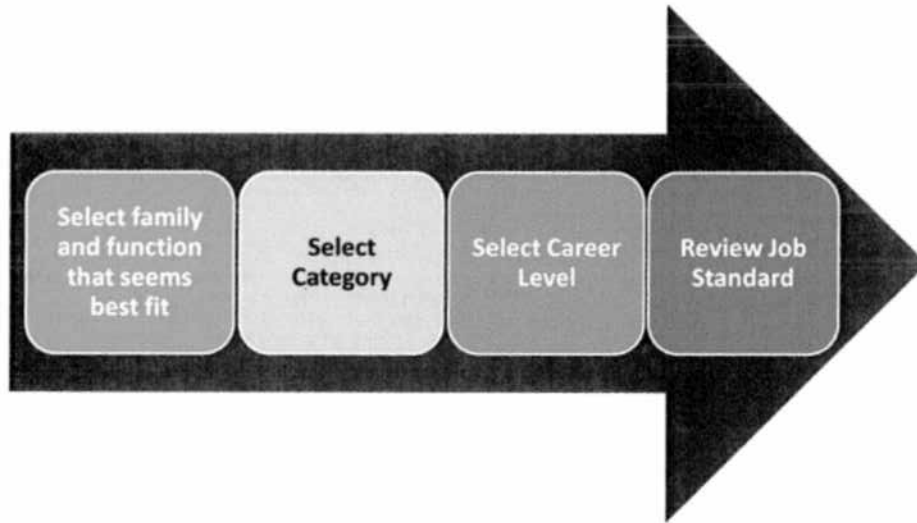 Select family
and function
that seems
best fit
Select
Category
Select Career
Level
Review Job
Standard